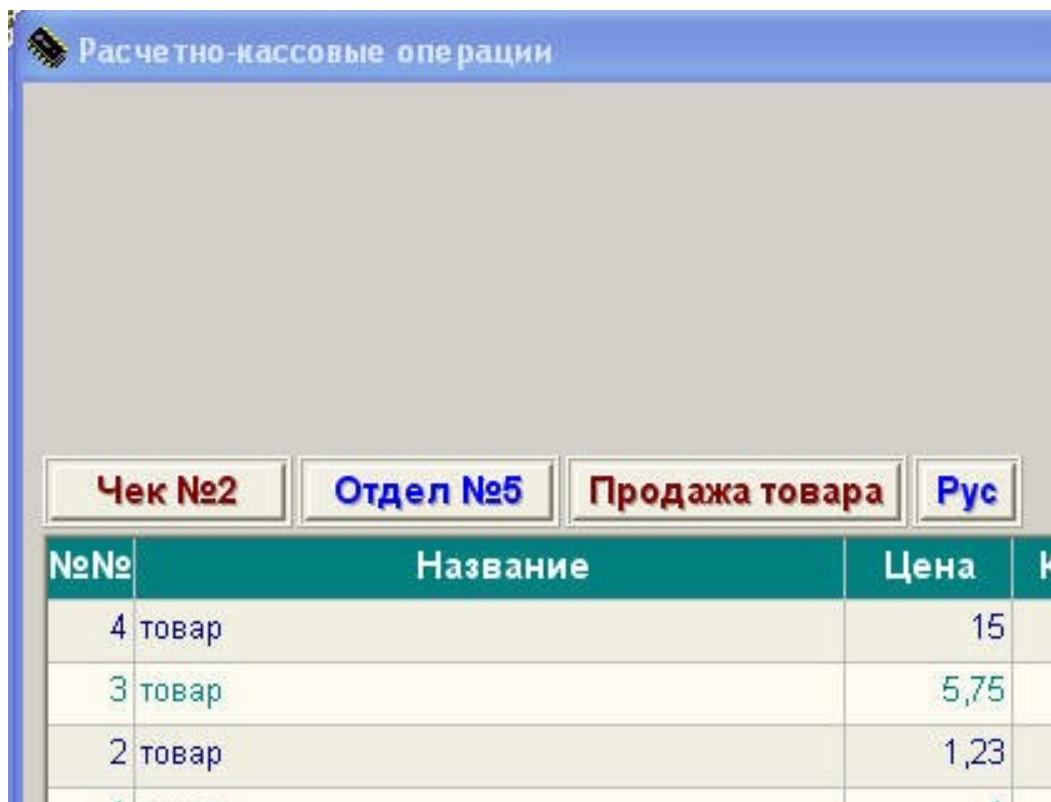 Расчетно-кассовые операции
Чек №2 Отдел №5 Продажа товара Рус
№№ Название Цена К
4 товар 15
3 товар 5,75
2 товар 1,23